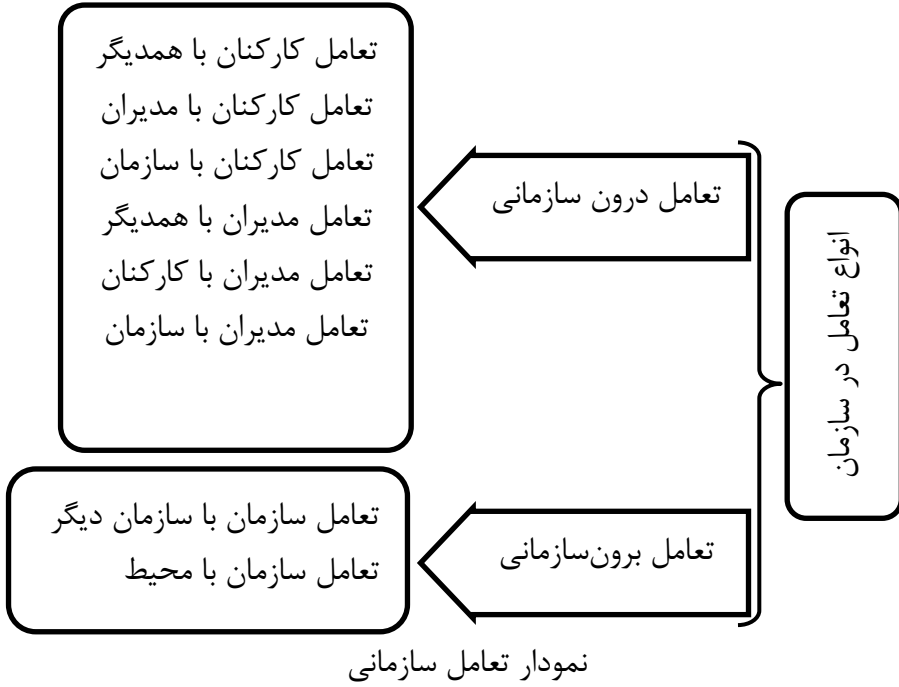 انواع تعامل در سازمان
تعامل درون سازمانی
تعامل کارکنان با همدیگر
تعامل کارکنان با مدیران
تعامل کارکنان با سازمان
تعامل مدیران با همدیگر
تعامل مدیران با کارکنان
تعامل مدیران با سازمان
تعامل برون‌سازمانی
تعامل سازمان با سازمان دیگر
تعامل سازمان با محیط
نمودار تعامل سازمانی